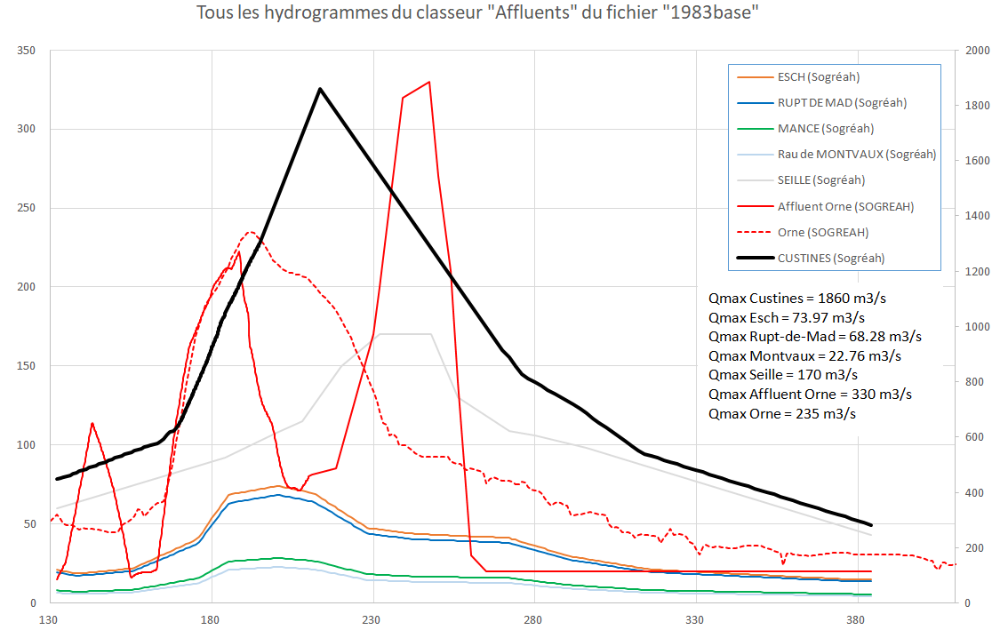 Tous les hydrogrammes du classeur "Affluents" du fichier "1983base"
350
300
250
200
150
100
50
0
2000
1800
1600
1400
1200
1000
800
600
400
200
0
130
180
230
280
330
380
ESCH (Sogréah)
RUPT DE MAD (Sogréah)
MANCE (Sogréah)
Rau de MONTVAUX (Sogréah)
SEILLE (Sogréah)
Affluent Orne (SOGREAH)
Orne (SOGREAH)
CUSTINES (Sogréah)
Qmax Custines = 1860 m3/s
Qmax Esch = 73.97 m3/s
Qmax Rupt-de-Mad = 68.28 m3/s
Qmax Montvaux = 22.76 m3/s
Qmax Seille = 170 m3/s
Qmax Affluent Orne = 330 m3/s
Qmax Orne = 235 m3/s